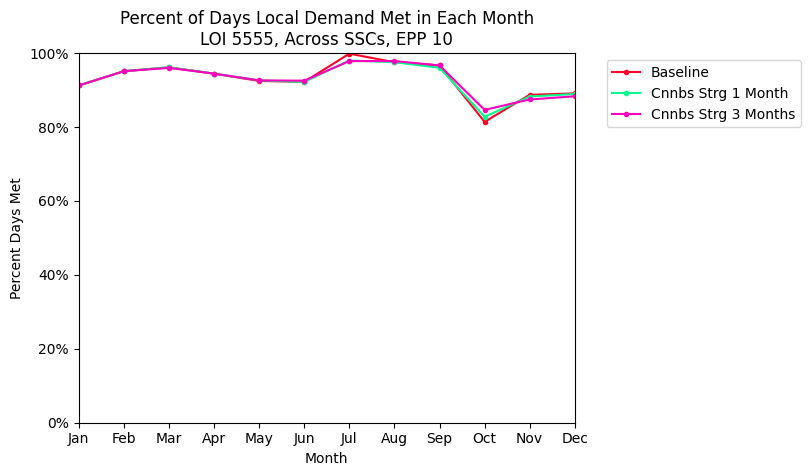 Percent of Days Local Demand Met in Each Month
LOI 5555, Across SSCs, EPP 10
100%
80%
60%
40%
20%
0%
Percent Days Met
Jan Feb Mar Apr May Jun Jul Aug Sep Oct Nov Dec
Month
Baseline
Cnnbs Strg 1 Month
Cnnbs Strg 3 Months